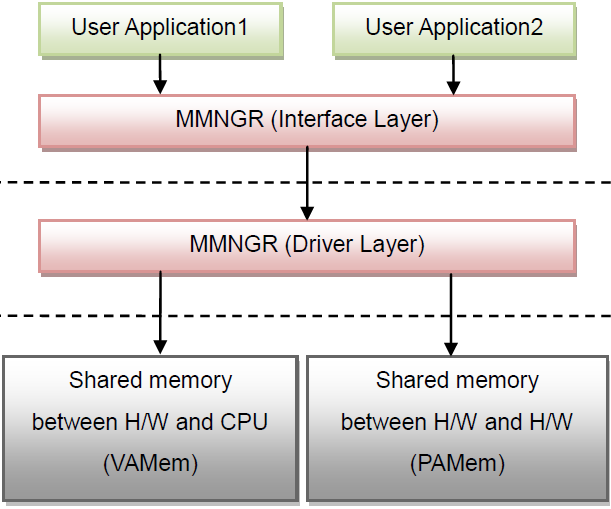 User Application1
User Application2
MMNGR (Interface Layer)
MMNGR (Driver Layer)
Shared memory
between H/W and CPU
(VAMem)
Shared memory
between H/W and H/W
(PAMem)